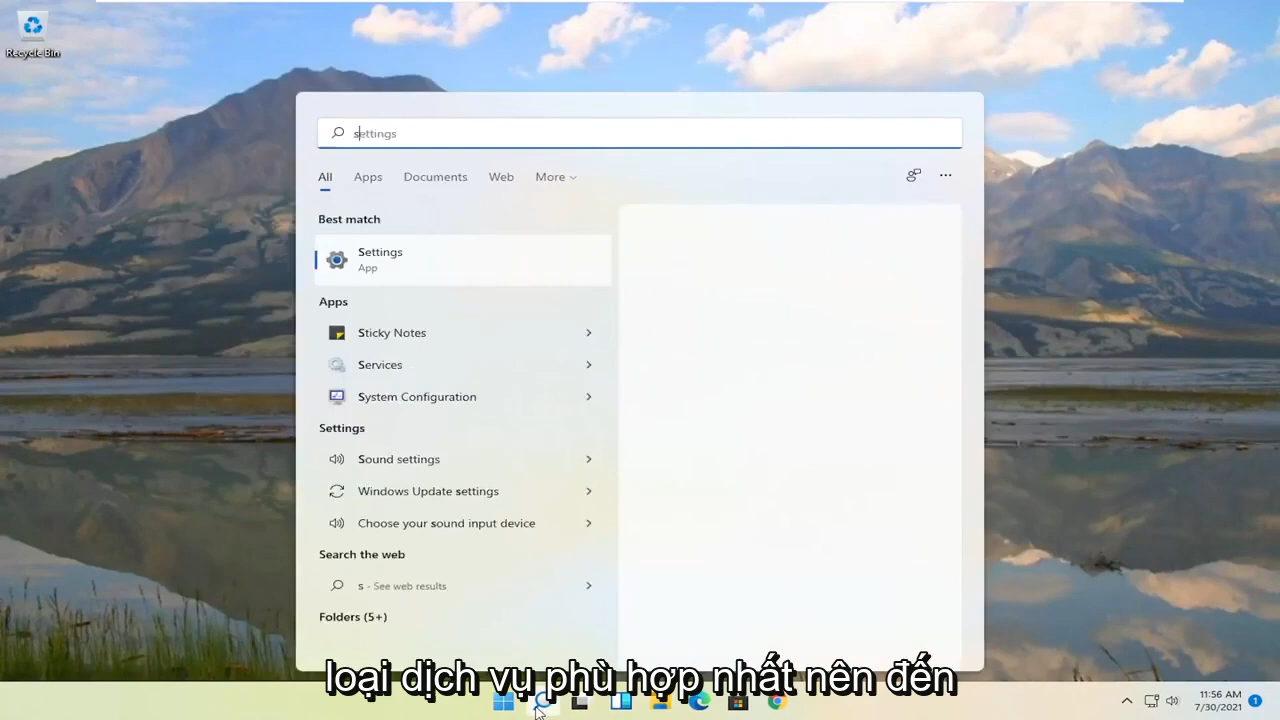 Recycle Bin
settings
All Apps Documents Web More
Best match
Settings
App
Apps
Sticky Notes
Services
System Configuration
Settings
Sound settings
Windows Update settings
Choose your sound input device
Search the web
s - See web results
Folders (5+)
loại dịch vụ phù hợp nhất nên đến
11:56 AM
7/30/2021
1